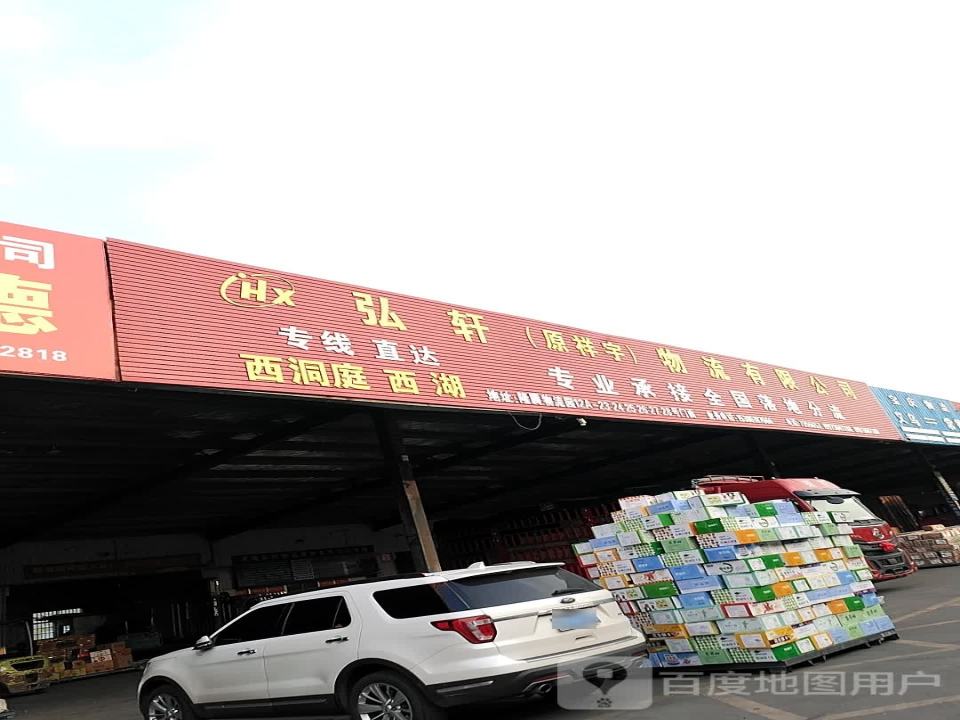 司
德
2818
HX 弘轩（原祥宇）物流有限公司
专线直达
西洞庭 西湖
专业承接全国落地分流
百度地图用户